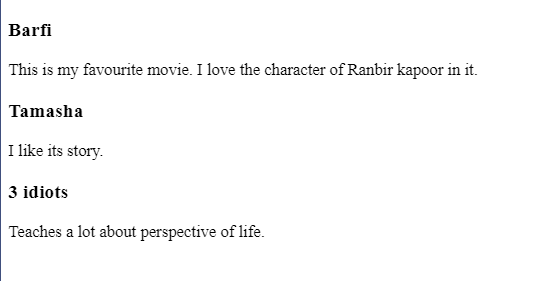 Barfi
This is my favourite movie. I love the character of Ranbir kapoor in it.
Tamasha
I like its story.
3 idiots
Teaches a lot about perspective of life.